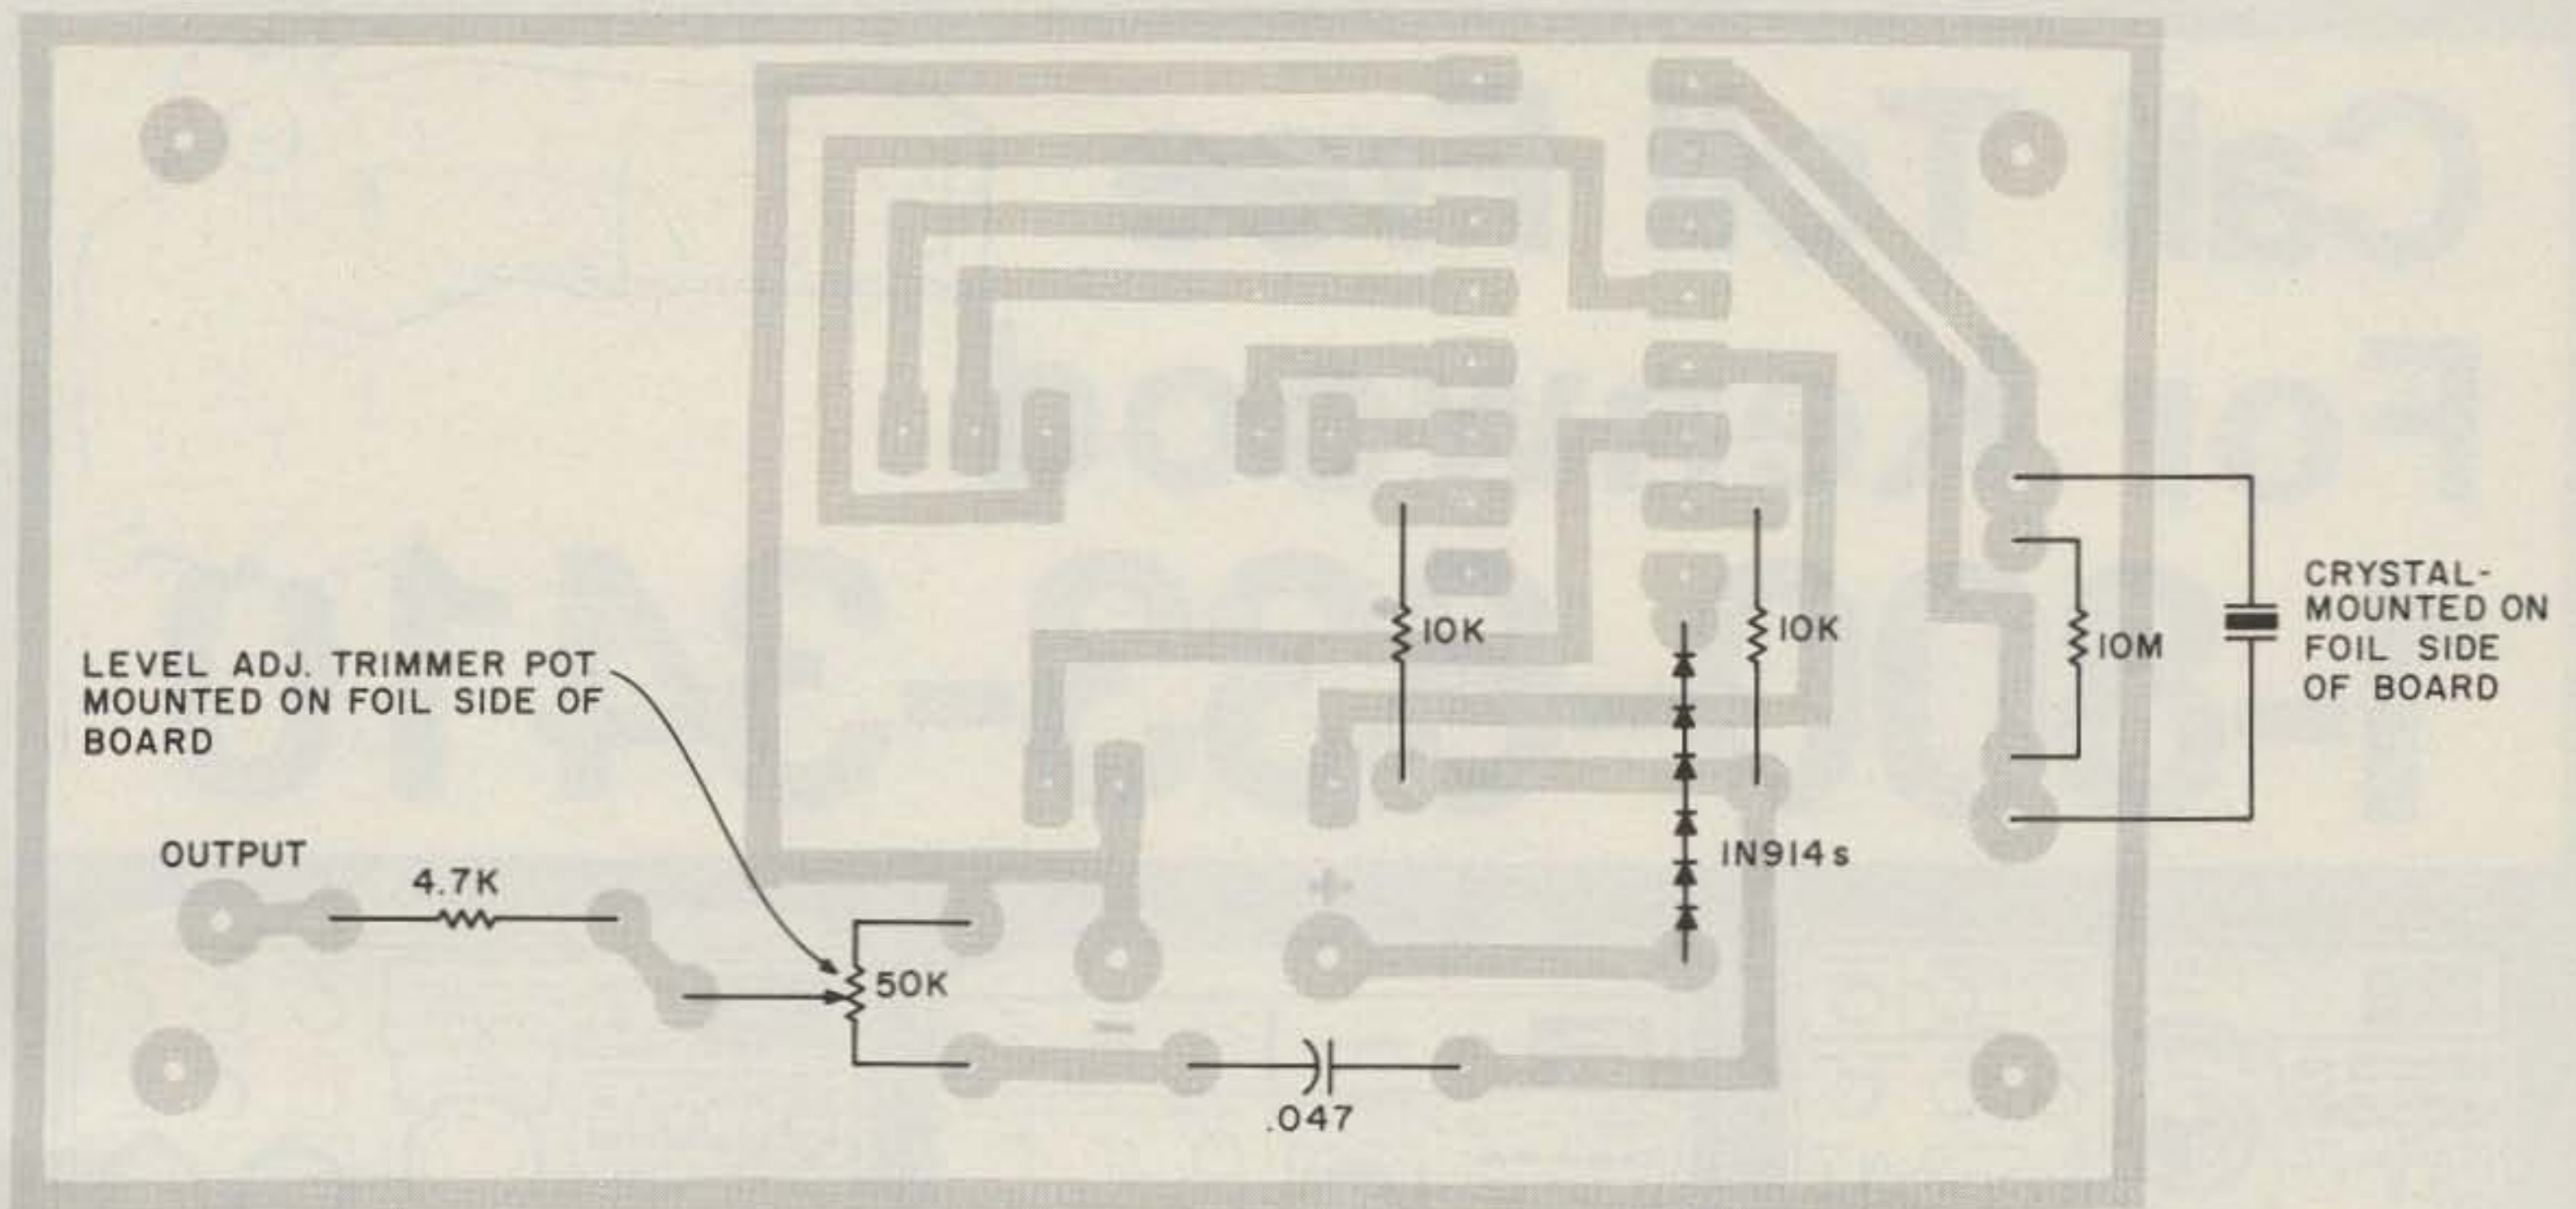 LEVEL ADJ. TRIMMER POT
MOUNTED ON FOIL SIDE OF
BOARD
OUTPUT
4.7K
50K
10K
10K
10M
CRYSTAL-
MOUNTED ON
FOIL SIDE
OF BOARD
1N914s
+
−
.047